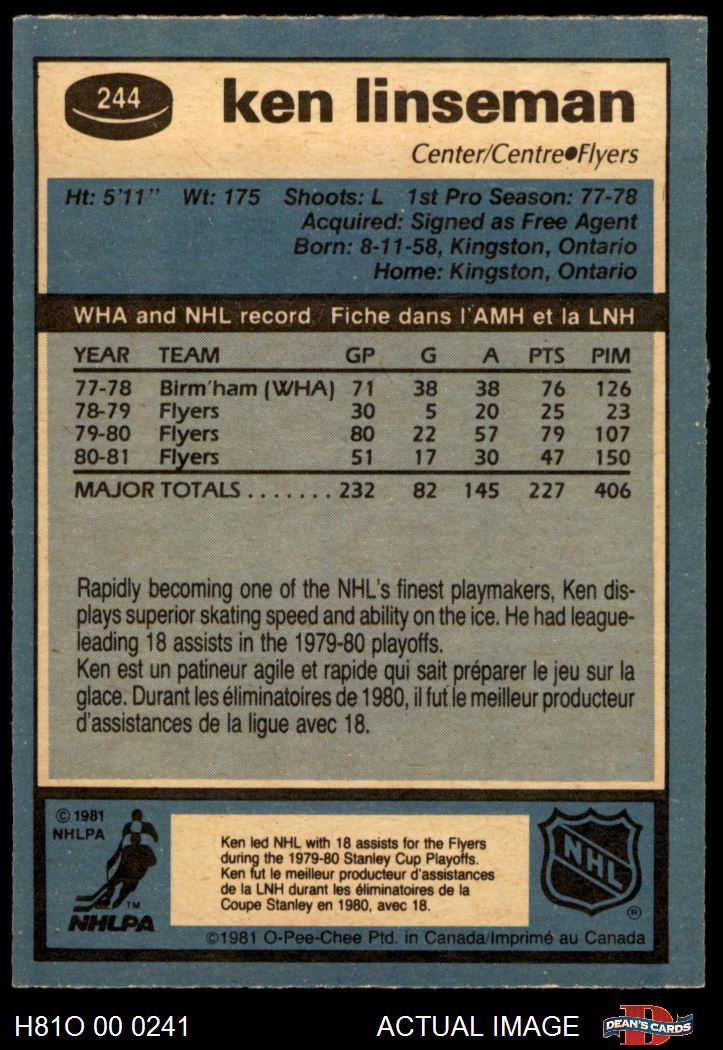 244
ken linseman
Center/Centre●Flyers
Ht: 5'11'' Wt: 175 Shoots: L 1st Pro Season: 77-78
Acquired: Signed as Free Agent
Born: 8-11-58, Kingston, Ontario
Home: Kingston, Ontario
WHA and NHL record / Fiche dans l'AMH et la LNH
YEAR TEAM GP G A PTS PIM
77-78 Birm'ham (WHA) 71 38 38 76 126
78-79 Flyers 30 5 20 25 23
79-80 Flyers 80 22 57 79 107
80-81 Flyers 51 17 30 47 150
MAJOR TOTALS ....... 232 82 145 227 406
Rapidly becoming one of the NHL's finest playmakers, Ken dis-
plays superior skating speed and ability on the ice. He had league-
leading 18 assists in the 1979-80 playoffs.
Ken est un patineur agile et rapide qui sait préparer le jeu sur la
glace. Durant les éliminatoires de 1980, il fut le meilleur producteur
d'assistances de la ligue avec 18.
© 1981
NHLPA
TM
NHLPA
Ken led NHL with 18 assists for the Flyers
during the 1979-80 Stanley Cup Playoffs.
Ken fut le meilleur producteur d'assistances
de la LNH durant les éliminatoires de la
Coupe Stanley en 1980, avec 18.
NHL
®
©1981 O-Pee-Chee Ptd. in Canada/Imprimé au Canada
H81O 00 0241
ACTUAL IMAGE
D
DEAN'S CARDS